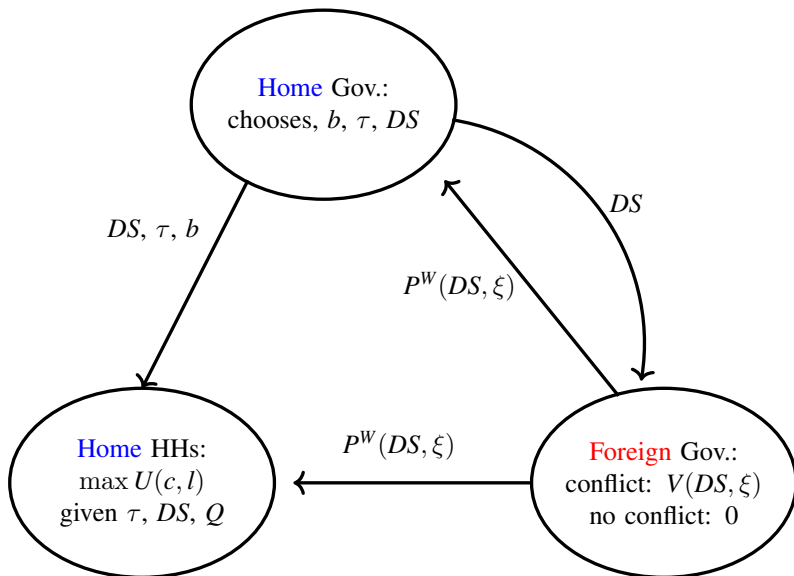 Home Gov.:
chooses, b, τ, DS
DS, τ, b
DS
P^W(DS, ξ)
Home HHs:
max U(c, l)
given τ, DS, Q
P^W(DS, ξ)
Foreign Gov.:
conflict: V(DS, ξ)
no conflict: 0